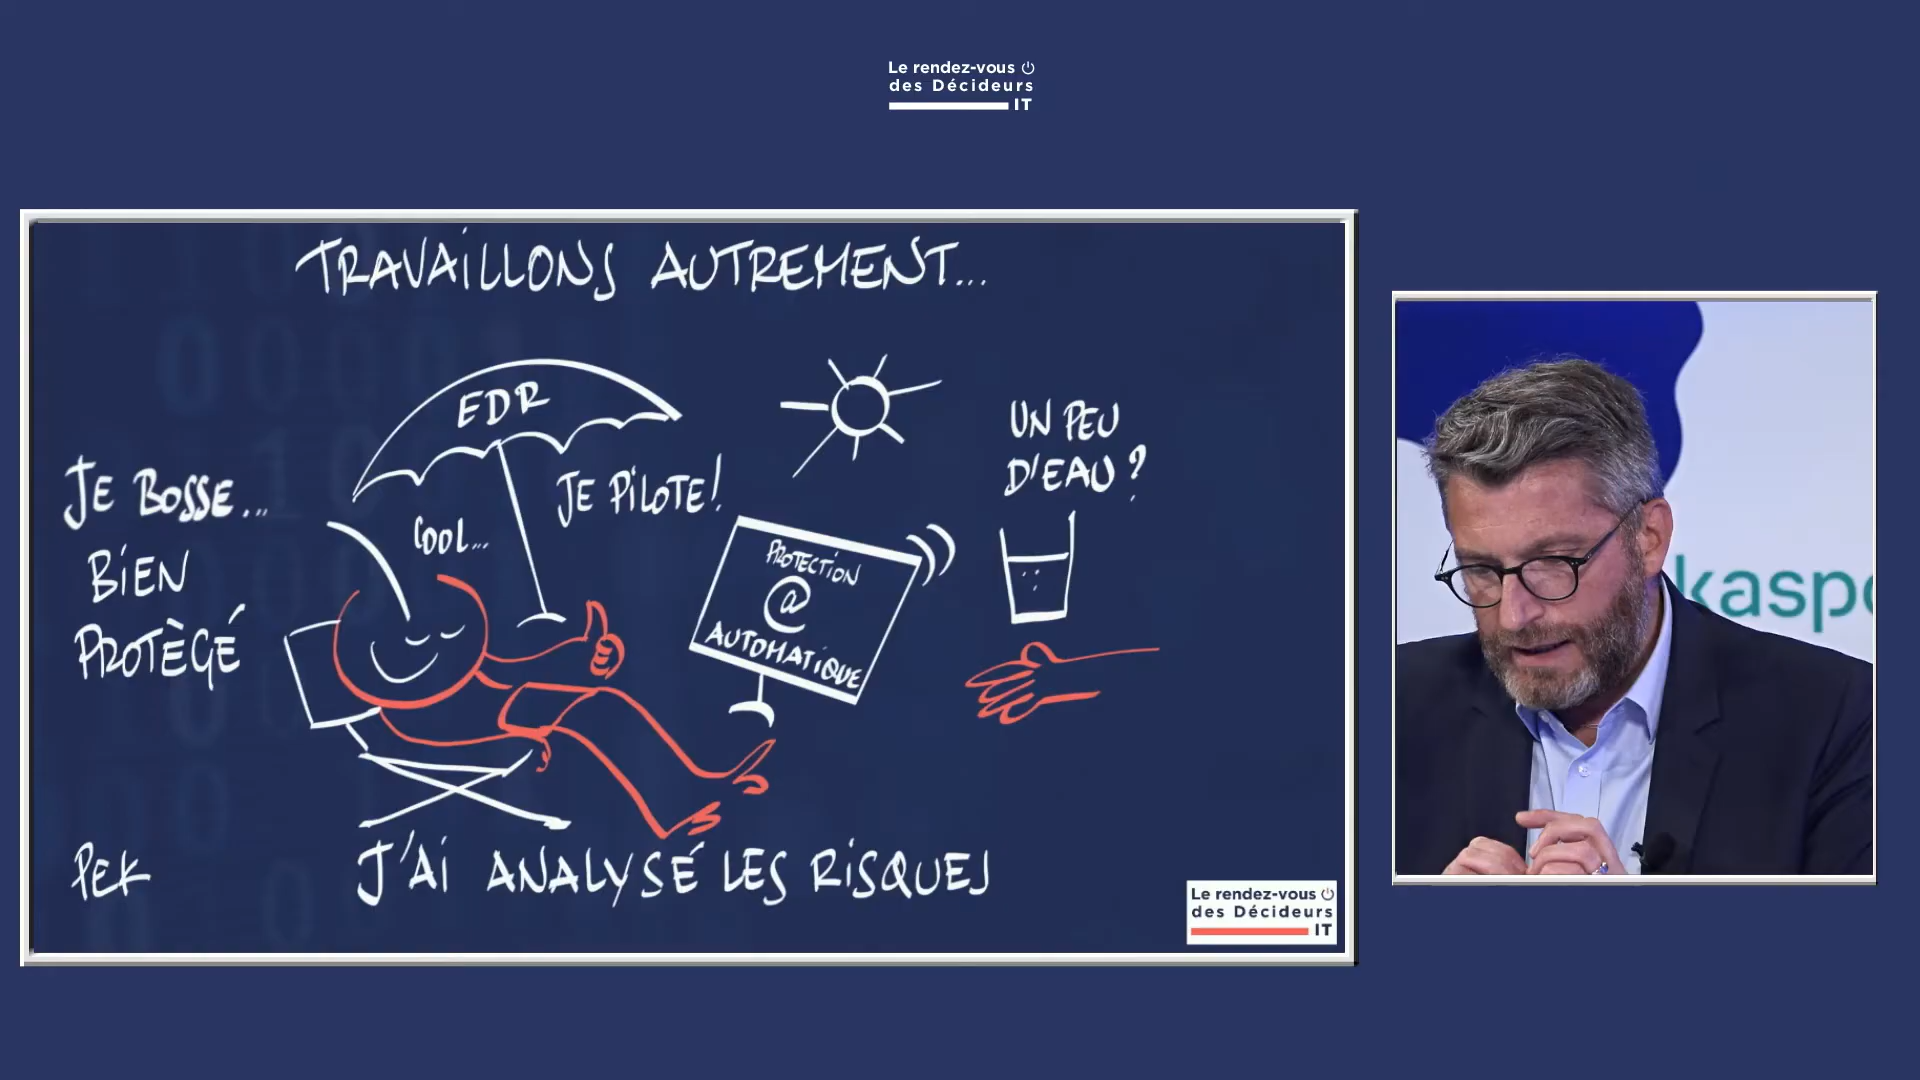 Le rendez-vous
des Décideurs
IT
TRAVAiLLONS AUTREMENT...
EDR
UN PEU
D'EAU ?
JE BOSSE...
BiEN
PROTÈGÉ
JE PiLOTE!
COOL...
PROTECTiON
@
AUTOMATiQUE
PEK
J'Ai ANALYSÉ LES RiSQUES
Le rendez-vous
des Décideurs
IT
kaspe